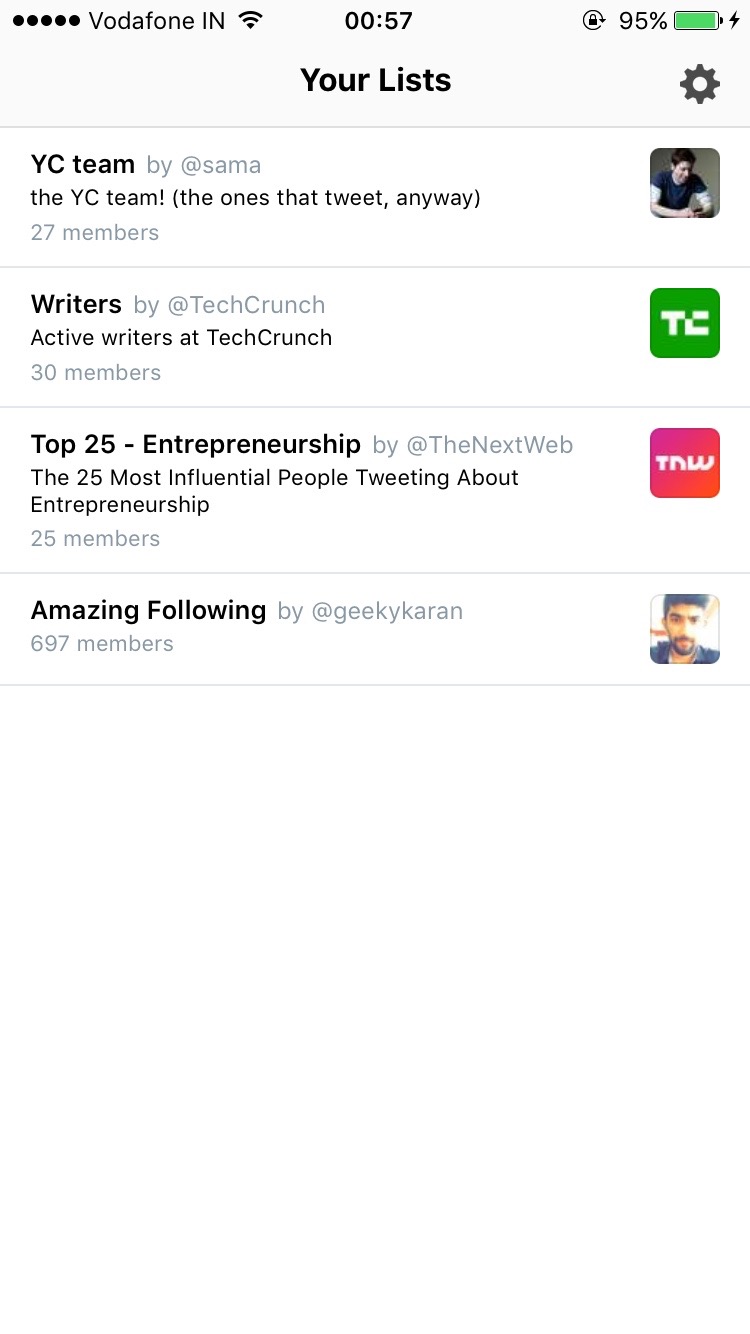 Vodafone IN 00:57 95%
Your Lists
YC team by @sama
the YC team! (the ones that tweet, anyway)
27 members
Writers by @TechCrunch
Active writers at TechCrunch
30 members
TC
Top 25 - Entrepreneurship by @TheNextWeb
The 25 Most Influential People Tweeting About
Entrepreneurship
25 members
TNW
Amazing Following by @geekykaran
697 members